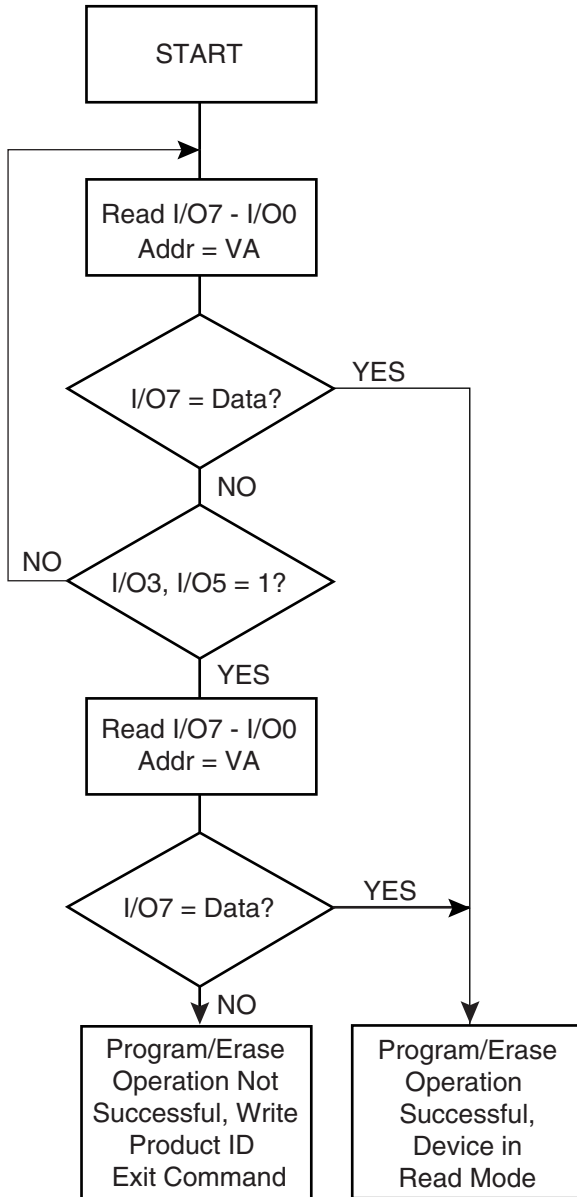 START
Read I/O7 - I/O0
Addr = VA
I/O7 = Data?
YES
NO
NO
I/O3, I/O5 = 1?
YES
Read I/O7 - I/O0
Addr = VA
I/O7 = Data?
YES
NO
Program/Erase
Operation Not
Successful, Write
Product ID
Exit Command
Program/Erase
Operation
Successful,
Device in
Read Mode